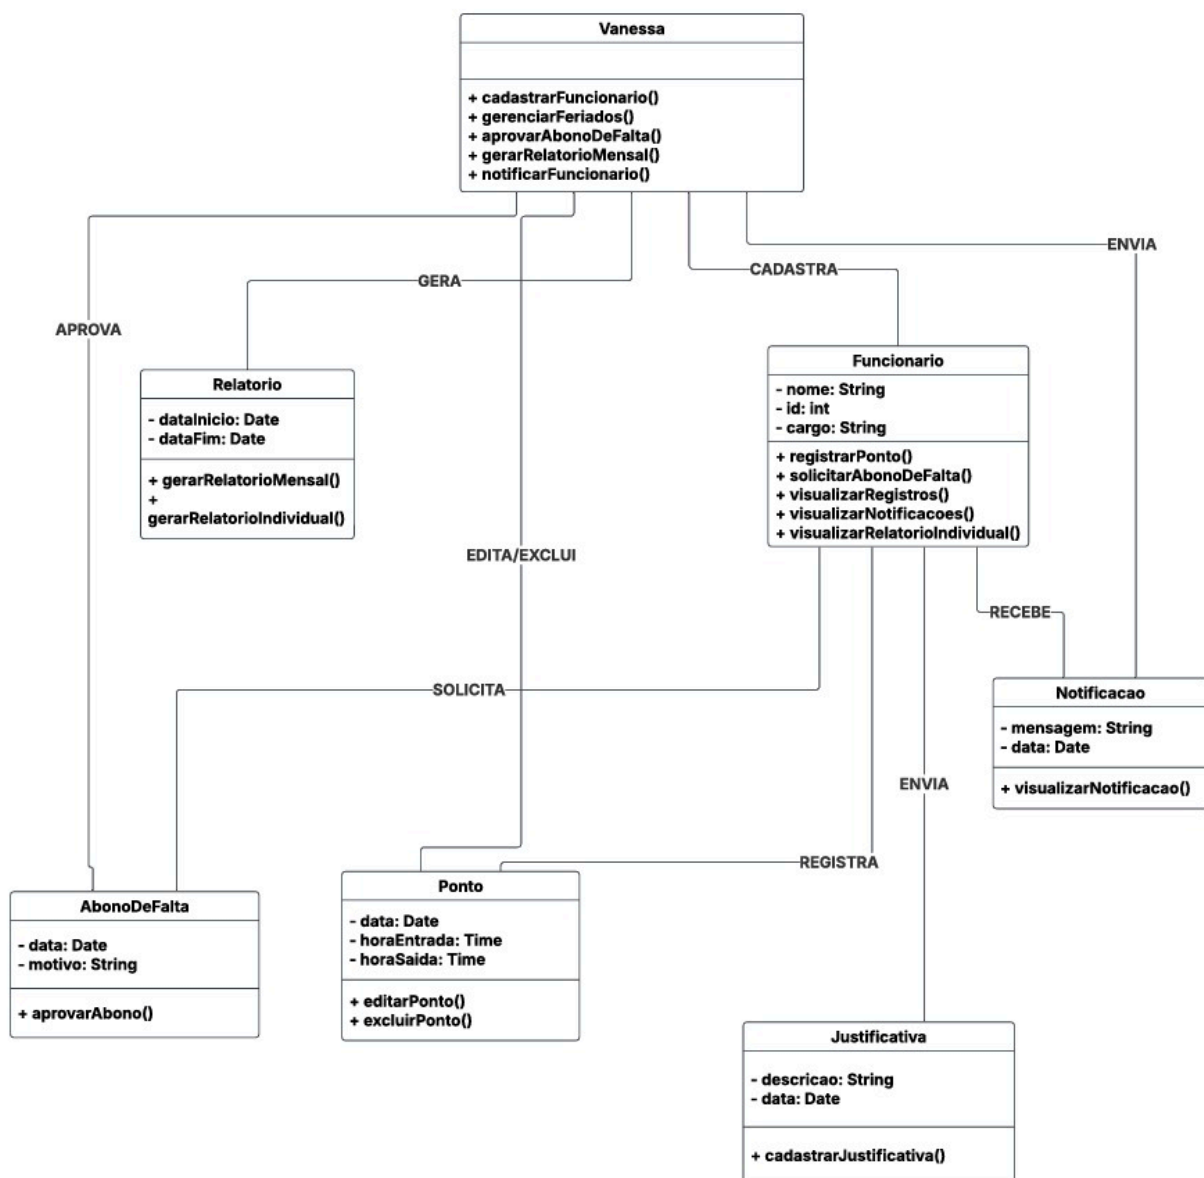 Vanessa
+ cadastrarFuncionario()
+ gerenciarFeriados()
+ aprovarAbonoDeFalta()
+ gerarRelatorioMensal()
+ notificarFuncionario()
ENVIA
CADASTRA
GERA
APROVA
Funcionario
- nome: String
- id: int
- cargo: String
+ registrarPonto()
+ solicitarAbonoDeFalta()
+ visualizarRegistros()
+ visualizarNotificacoes()
+ visualizarRelatorioIndividual()
Relatorio
- dataInicio: Date
- dataFim: Date
+ gerarRelatorioMensal()
+
gerarRelatorioIndividual()
EDITA/EXCLUI
RECEBE
SOLICITA
Notificacao
- mensagem: String
- data: Date
+ visualizarNotificacao()
ENVIA
REGISTRA
AbonoDeFalta
- data: Date
- motivo: String
+ aprovarAbono()
Ponto
- data: Date
- horaEntrada: Time
- horaSaida: Time
+ editarPonto()
+ excluirPonto()
Justificativa
- descricao: String
- data: Date
+ cadastrarJustificativa()